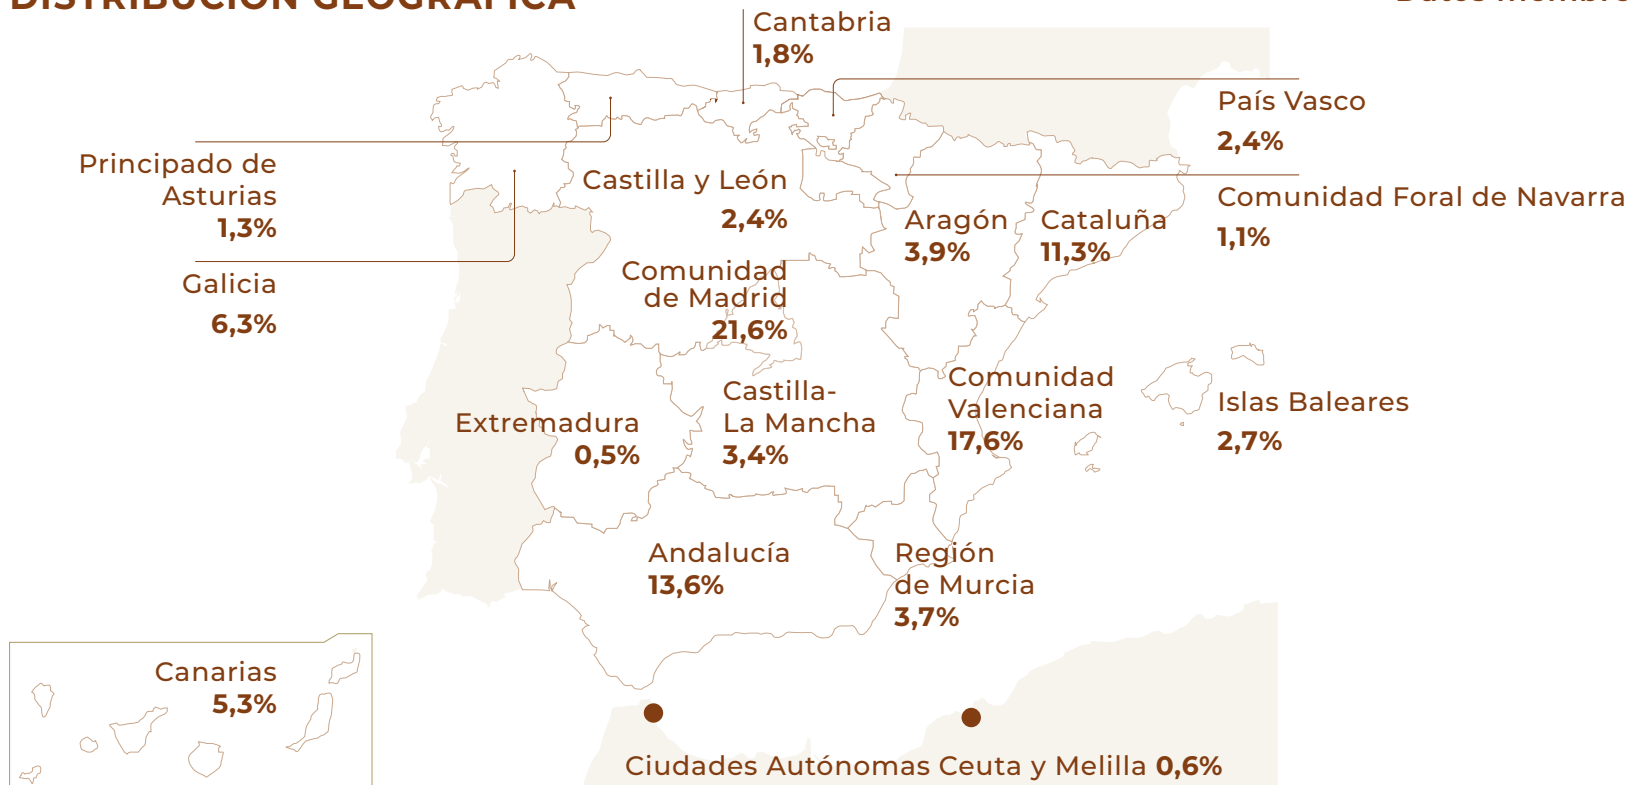 DISTRIBUCIÓN GEOGRÁFICA
Cantabria
1,8%
País Vasco
2,4%
Principado de
Asturias
1,3%
Castilla y León
2,4%
Comunidad Foral de Navarra
1,1%
Aragón
3,9%
Cataluña
11,3%
Galicia
6,3%
Comunidad
de Madrid
21,6%
Comunidad
Valenciana
17,6%
Castilla-
La Mancha
3,4%
Islas Baleares
2,7%
Extremadura
0,5%
Andalucía
13,6%
Región
de Murcia
3,7%
Canarias
5,3%
Ciudades Autónomas Ceuta y Melilla 0,6%